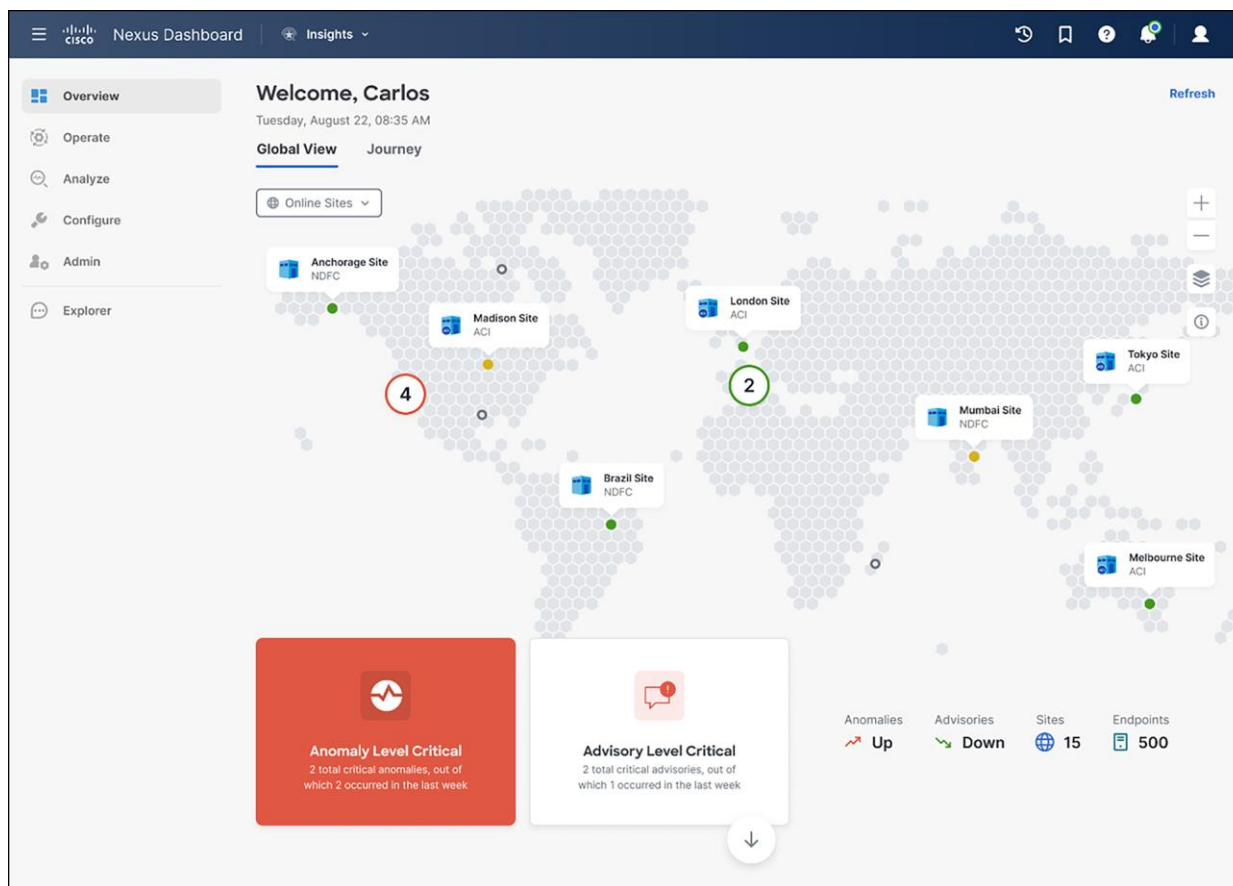 CISCO Nexus Dashboard Insights
Overview
Operate
Analyze
Configure
Admin
Explorer
Welcome, Carlos
Refresh
Tuesday, August 22, 08:35 AM
Global View Journey
Online Sites
Anchorage Site
NDFC
Madison Site
ACI
London Site
ACI
Tokyo Site
ACI
4
2
Mumbai Site
NDFC
Brazil Site
NDFC
Melbourne Site
ACI
Anomaly Level Critical
2 total critical anomalies, out of
which 2 occurred in the last week
Advisory Level Critical
2 total critical advisories, out of
which 1 occurred in the last week
Anomalies Advisories Sites Endpoints
Up Down 15 500